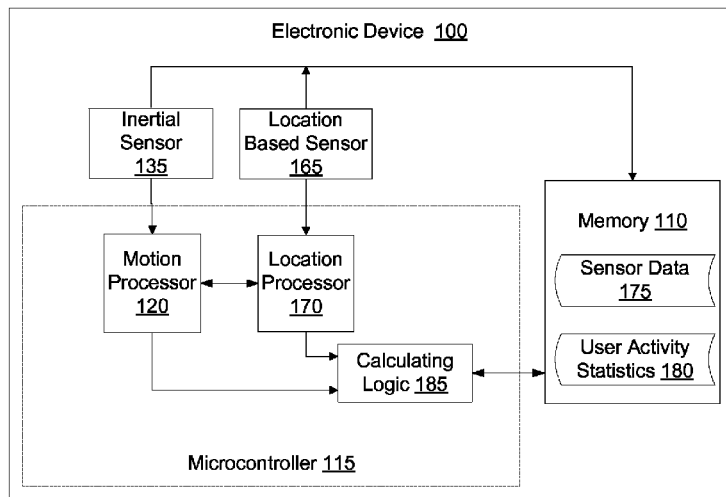 Electronic Device 100
Inertial
Sensor
135
Location
Based Sensor
165
Memory 110
Sensor Data
175
User Activity
Statistics 180
Motion
Processor
120
Location
Processor
170
Calculating
Logic 185
Microcontroller 115